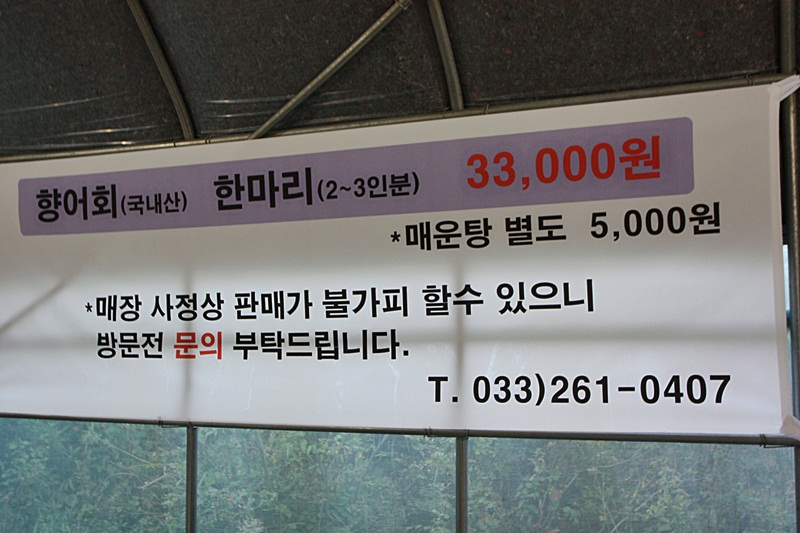 향어회(국내산) 한마리(2~3인분) 33,000원
*매운탕 별도 5,000원
*매장 사정상 판매가 불가피 할수 있으니
방문전 문의 부탁드립니다.
T. 033)261-0407